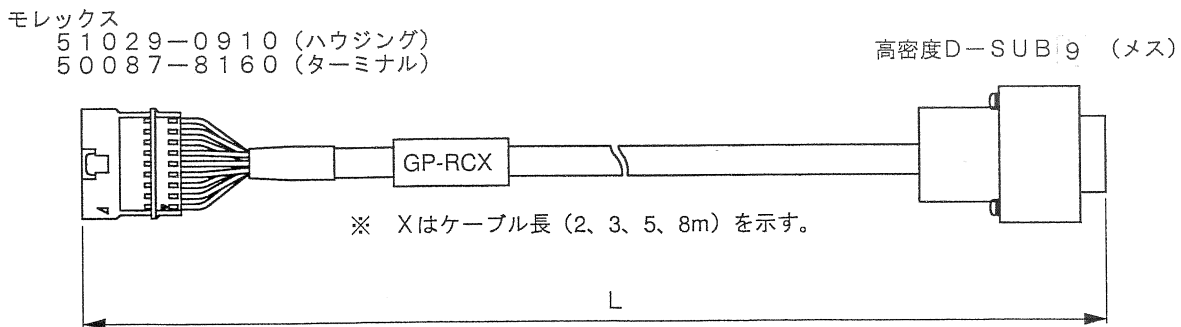 モレックス
51029-0910（ハウジング）
50087-8160（ターミナル）
高密度D-SUB 9 （メス）
GP-RCX
※ Xはケーブル長（2、3、5、8m）を示す。
L